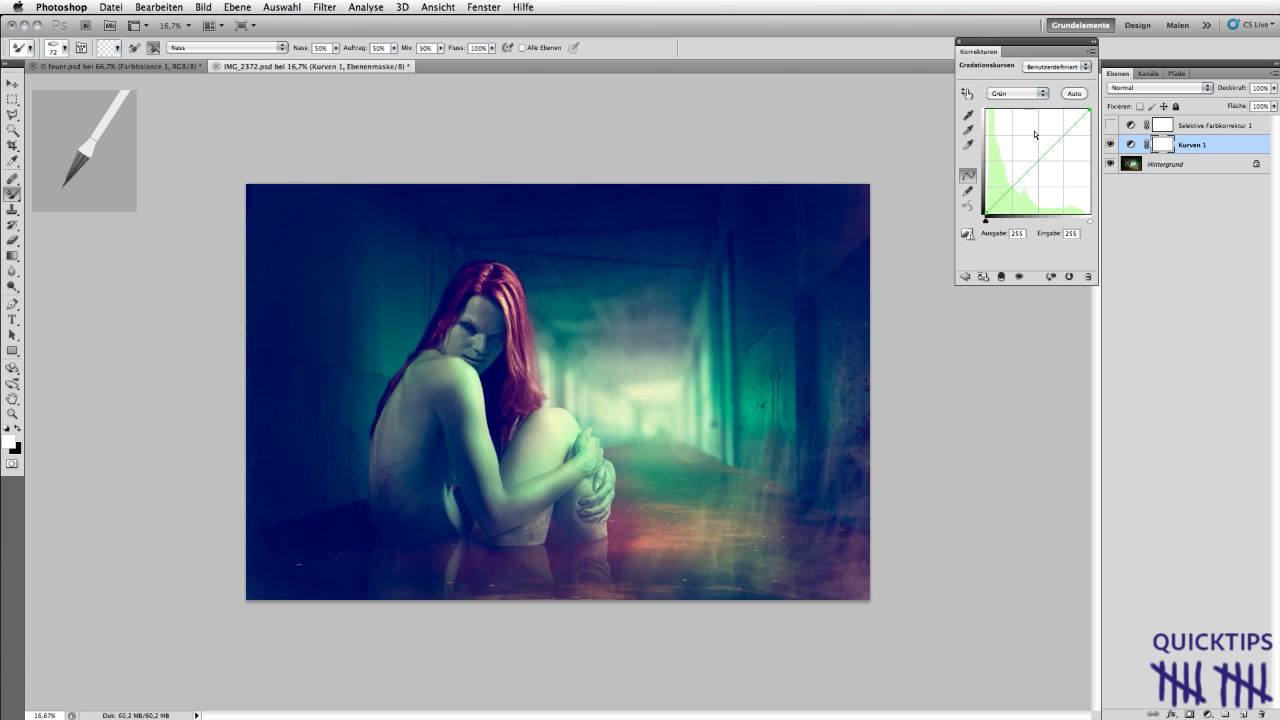 Photoshop Datei Bearbeiten Bild Ebene Auswahl Filter Analyse 3D Ansicht Fenster Hilfe
Ps Br Mb 16,7% Grundelemente Design Malen CS Live
72 Nass Nass: 50% Auftrag: 50% Mix: 50% Fluss: 100% Alle Ebenen
© feuer.psd bei 66,7% (Farbbalance 1, RGB/8) * IMG_2372.psd bei 16,7% (Kurven 1, Ebenenmaske/8) *
Korrekturen
Gradationskurven Benutzerdefiniert
Grün Auto
Ausgabe: 255 Eingabe: 255
Ebenen Kanäle Pfade
Normal Deckkraft: 100%
Fixieren: Fläche: 100%
Selektive Farbkorrektur 1
Kurven 1
Hintergrund
QUICKTIPS
16,67% Dok: 60,2 MB/60,2 MB